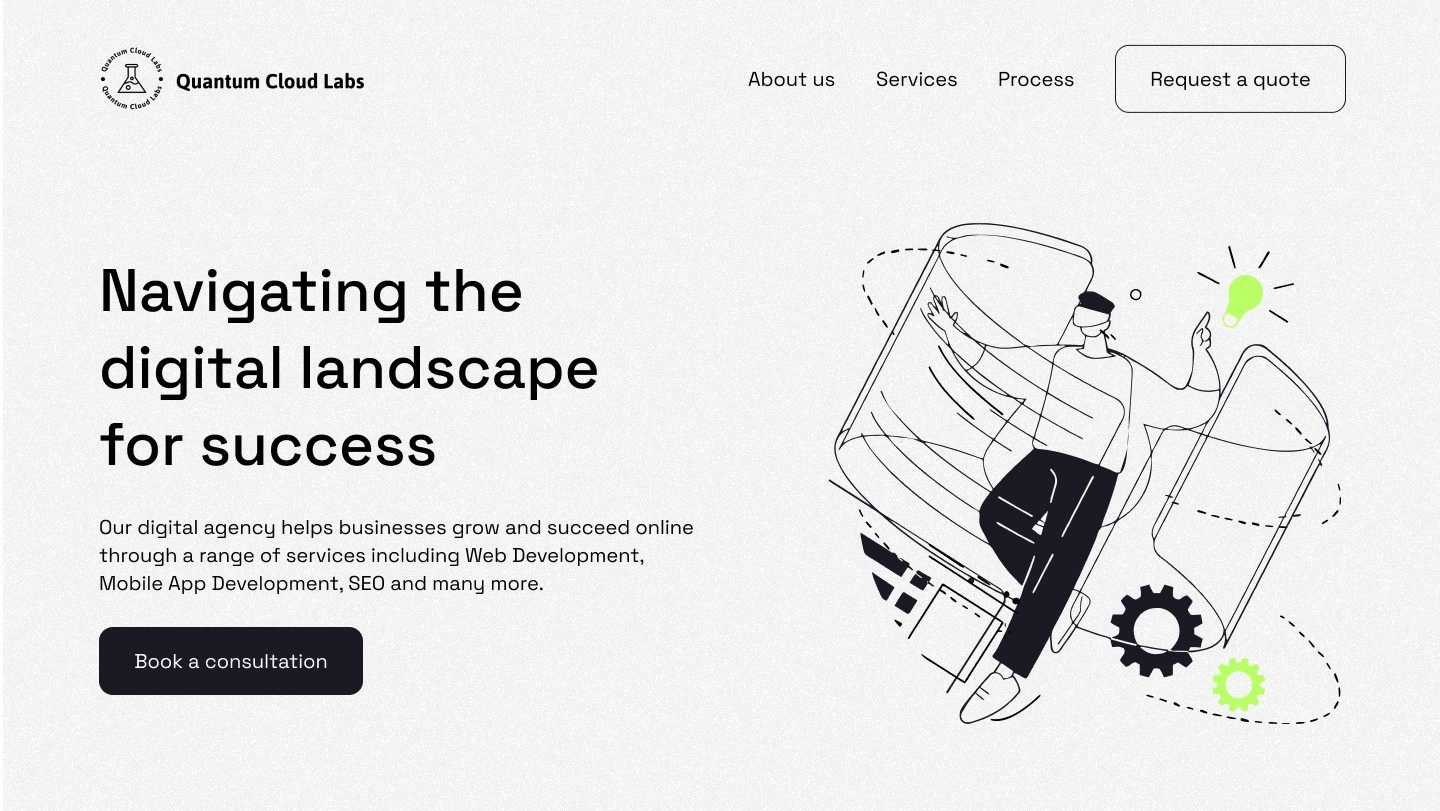 Quantum Cloud Labs
Quantum Cloud Labs
Quantum Cloud Labs
About us
Services
Process
Request a quote
Navigating the
digital landscape
for success
Our digital agency helps businesses grow and succeed online
through a range of services including Web Development,
Mobile App Development, SEO and many more.
Book a consultation